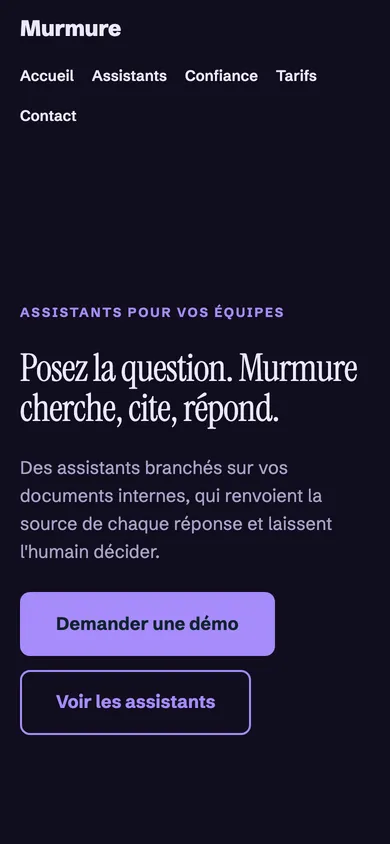 Murmure
Accueil Assistants Confiance Tarifs
Contact
ASSISTANTS POUR VOS ÉQUIPES
Posez la question. Murmure
cherche, cite, répond.
Des assistants branchés sur vos
documents internes, qui renvoient la
source de chaque réponse et laissent
l'humain décider.
Demander une démo
Voir les assistants